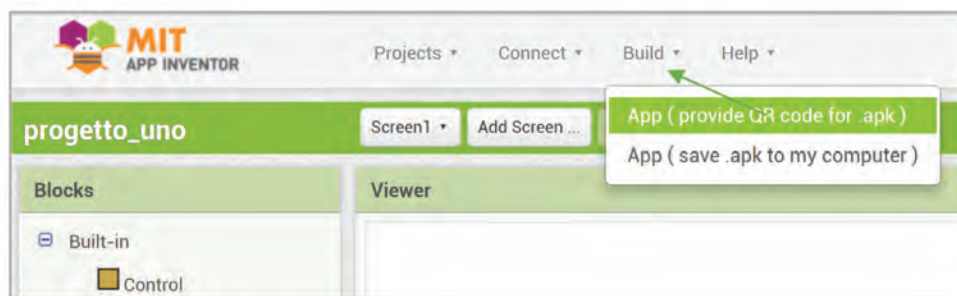 MIT
APP INVENTOR
Projects Connect Build Help
progetto_uno
Screen1 Add Screen ...
App ( provide QR code for .apk )
App ( save .apk to my computer )
Blocks
Viewer
Built-in
Control